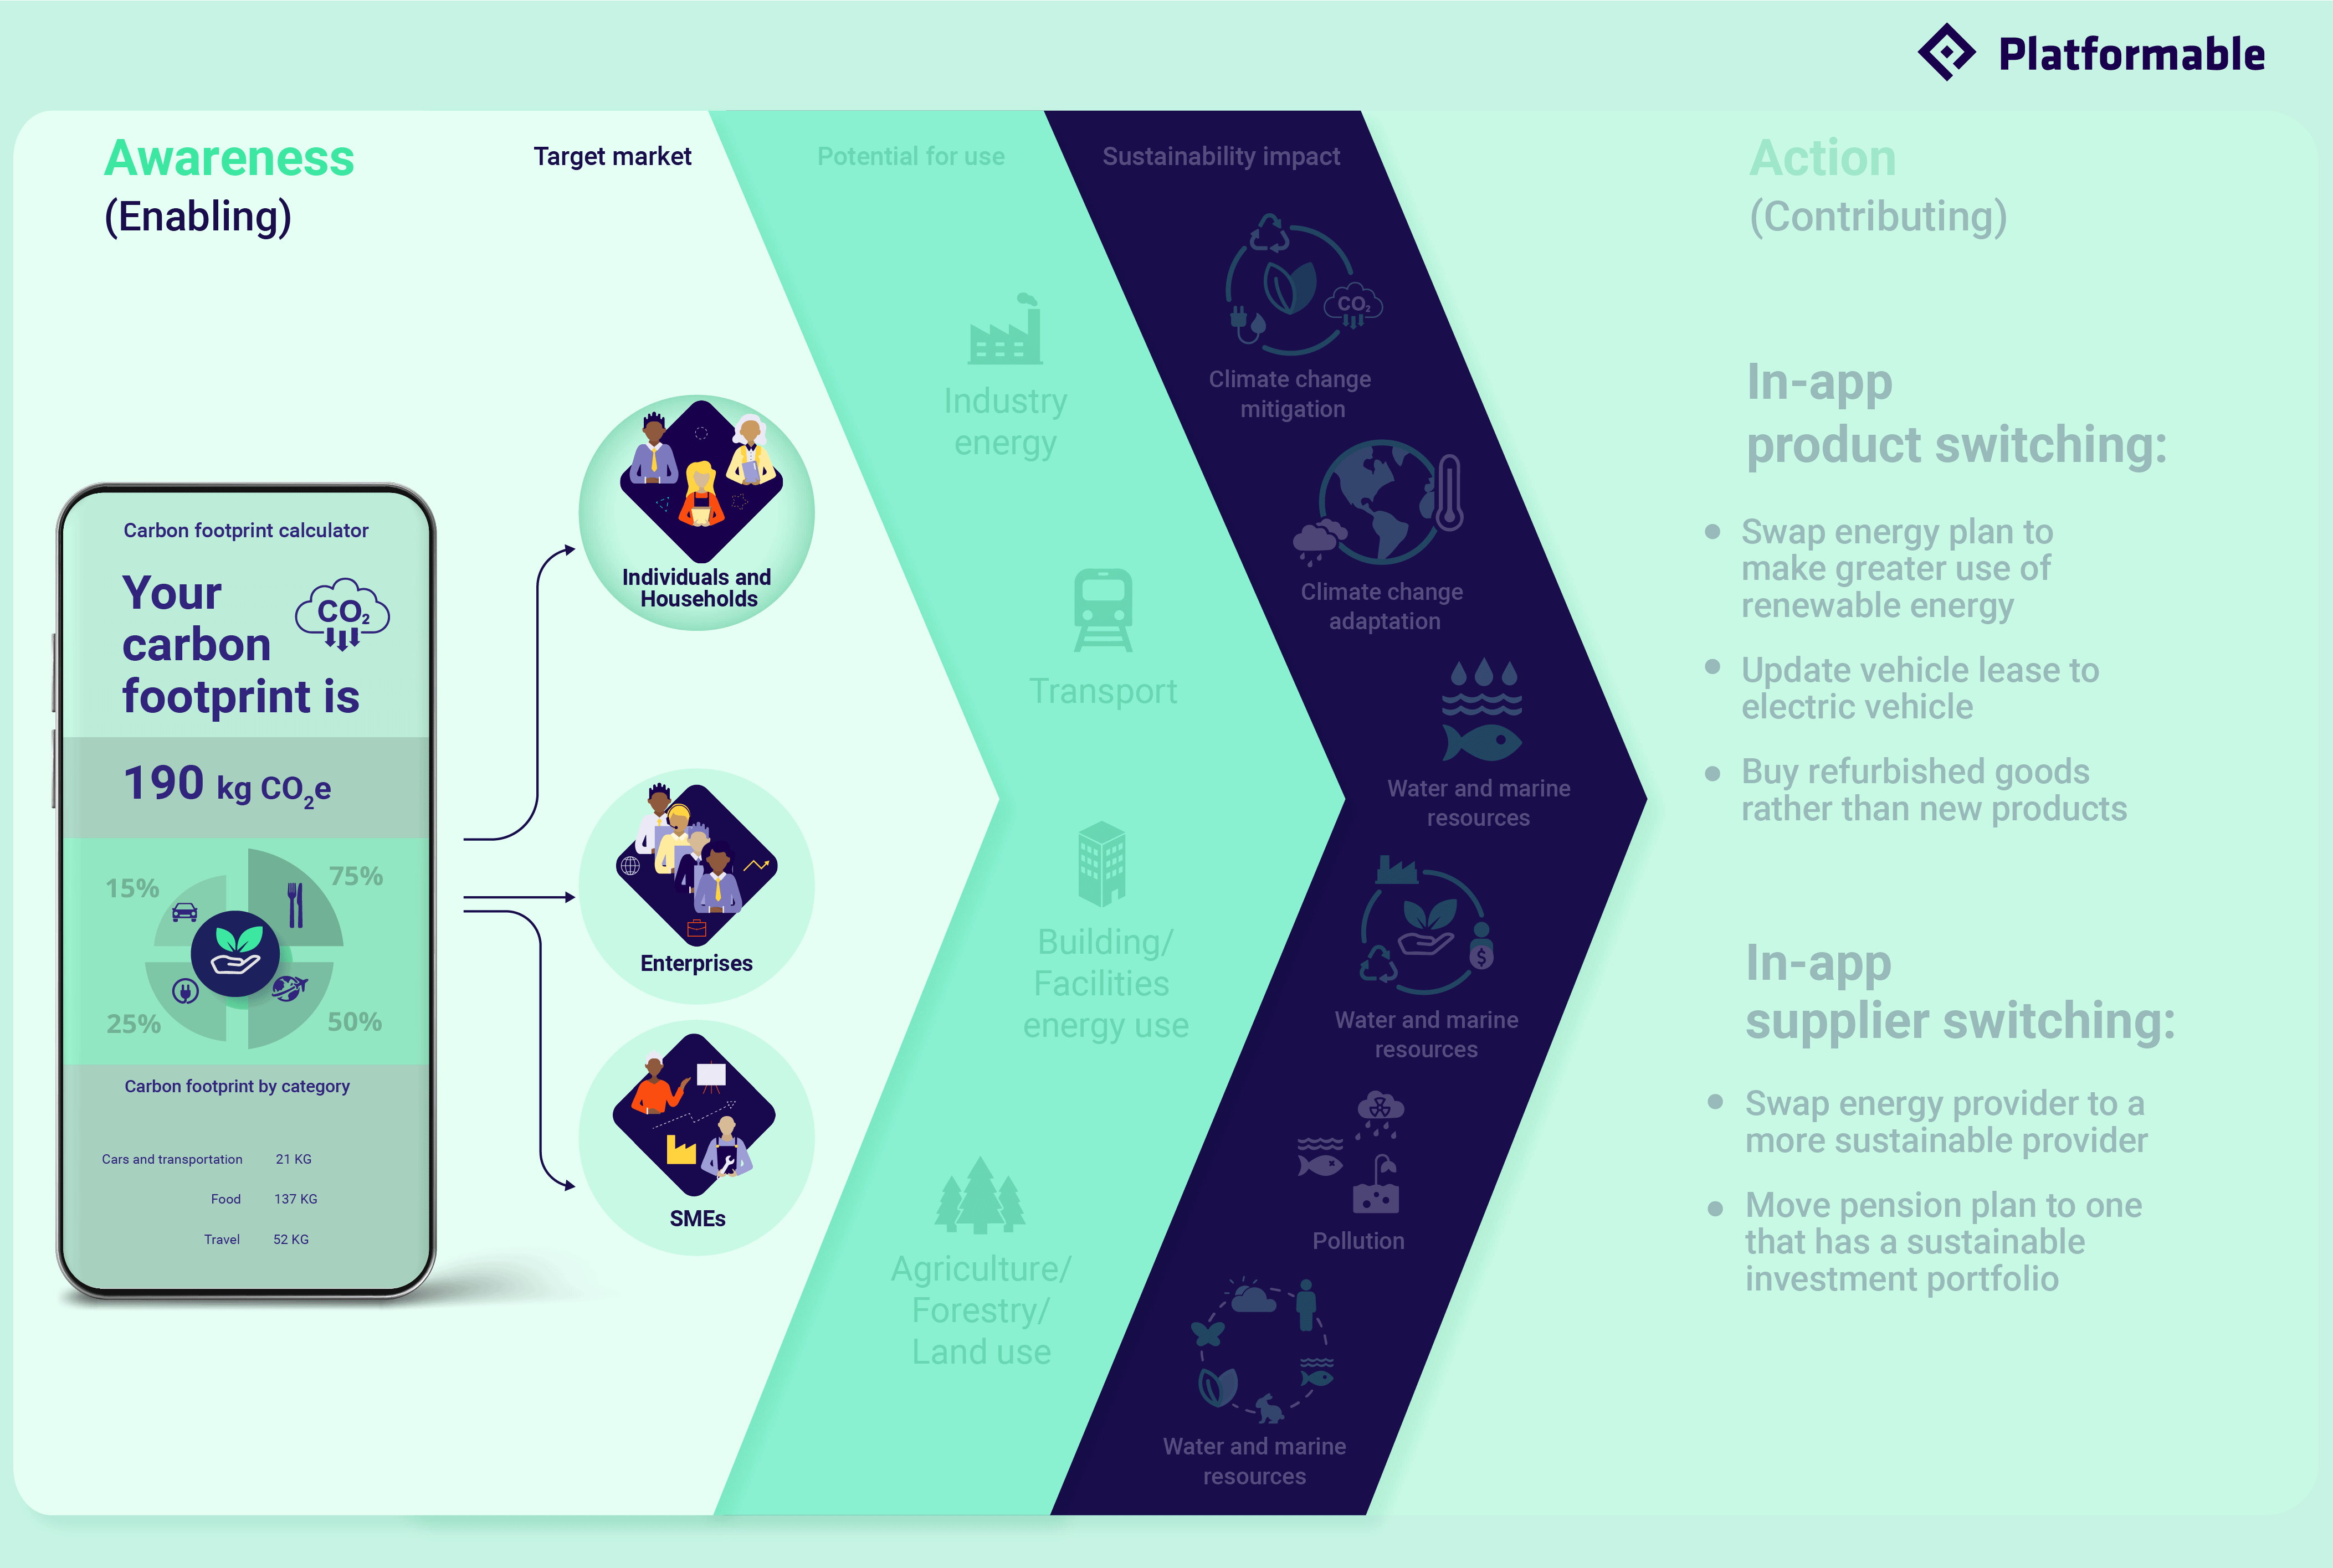 Platformable
Awareness
(Enabling)
Target market
Potential for use
Sustainability impact
Action
(Contributing)
Carbon footprint calculator
Your
carbon
footprint is
CO₂
190 kg CO₂e
15%
75%
25%
50%
Carbon footprint by category
Cars and transportation 21 KG
Food 137 KG
Travel 52 KG
Individuals and
Households
Enterprises
SMEs
Industry
energy
Transport
Building/
Facilities
energy use
Agriculture/
Forestry/
Land use
CO₂
Climate change
mitigation
Climate change
adaptation
Water and marine
resources
$
Water and marine
resources
Pollution
Water and marine
resources
In-app
product switching:
• Swap energy plan to
make greater use of
renewable energy
• Update vehicle lease to
electric vehicle
• Buy refurbished goods
rather than new products
In-app
supplier switching:
• Swap energy provider to a
more sustainable provider
• Move pension plan to one
that has a sustainable
investment portfolio